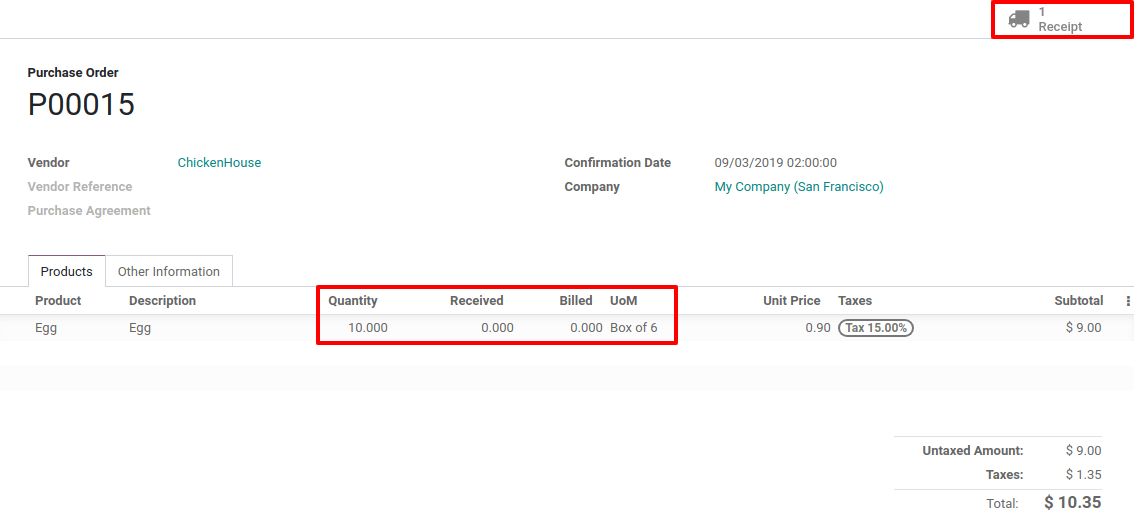 1
Receipt
Purchase Order
P00015
Vendor ChickenHouse Confirmation Date 09/03/2019 02:00:00
Vendor Reference Company My Company (San Francisco)
Purchase Agreement
Products Other Information
Product Description Quantity Received Billed UoM Unit Price Taxes Subtotal
Egg Egg 10.000 0.000 0.000 Box of 6 0.90 Tax 15.00% $ 9.00
Untaxed Amount: $ 9.00
Taxes: $ 1.35
Total: $ 10.35